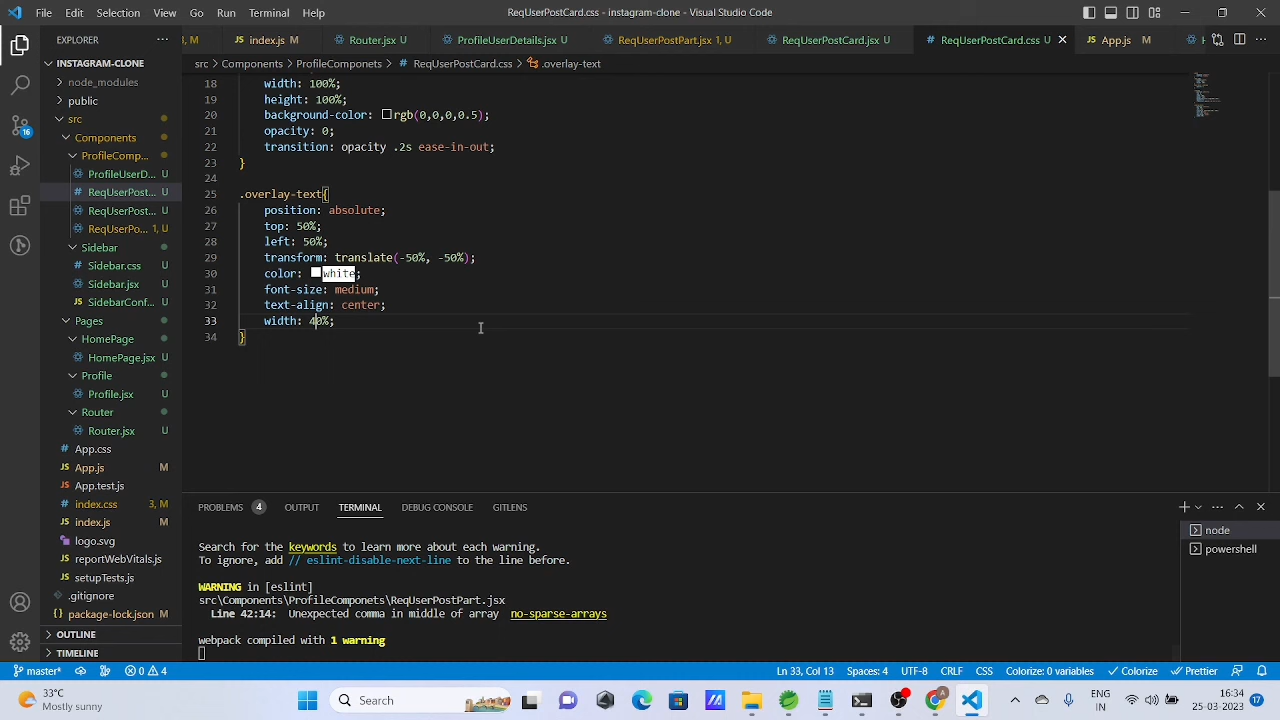 File Edit Selection View Go Run Terminal Help
ReqUserPostCard.css - instagram-clone - Visual Studio Code
EXPLORER
3, M index.js M Router.jsx U ProfileUserDetails.jsx U ReqUserPostPart.jsx 1, U ReqUserPostCard.jsx U ReqUserPostCard.css U App.js M
src > Components > ProfileComponets > ReqUserPostCard.css > .overlay-text
INSTAGRAM-CLONE
node_modules
public
src
Components
ProfileComp...
ProfileUserD... U
ReqUserPost... U
ReqUserPost... U
ReqUserPo... 1, U
Sidebar
Sidebar.css U
Sidebar.jsx U
SidebarConf... U
Pages
HomePage
HomePage.jsx U
Profile
Profile.jsx U
Router
Router.jsx U
App.css
App.js M
App.test.js
index.css 3, M
index.js M
logo.svg
reportWebVitals.js
setupTests.js
.gitignore
package-lock.json M
OUTLINE
TIMELINE
16
18 width: 100%;
19 height: 100%;
20 background-color: rgb(0,0,0,0.5);
21 opacity: 0;
22 transition: opacity .2s ease-in-out;
23 }
24
25 .overlay-text{
26 position: absolute;
27 top: 50%;
28 left: 50%;
29 transform: translate(-50%, -50%);
30 color: white;
31 font-size: medium;
32 text-align: center;
33 width: 40%;
34 }
PROBLEMS 4 OUTPUT TERMINAL DEBUG CONSOLE GITLENS
node
powershell
Search for the keywords to learn more about each warning.
To ignore, add // eslint-disable-next-line to the line before.
WARNING in [eslint]
src\Components\ProfileComponets\ReqUserPostPart.jsx
Line 42:14: Unexpected comma in middle of array no-sparse-arrays
webpack compiled with 1 warning
master* 0 4 Ln 33, Col 13 Spaces: 4 UTF-8 CRLF CSS Colorize: 0 variables Colorize Prettier
33°C
Mostly sunny
Search
ENG
IN
16:34
25-03-2023
17